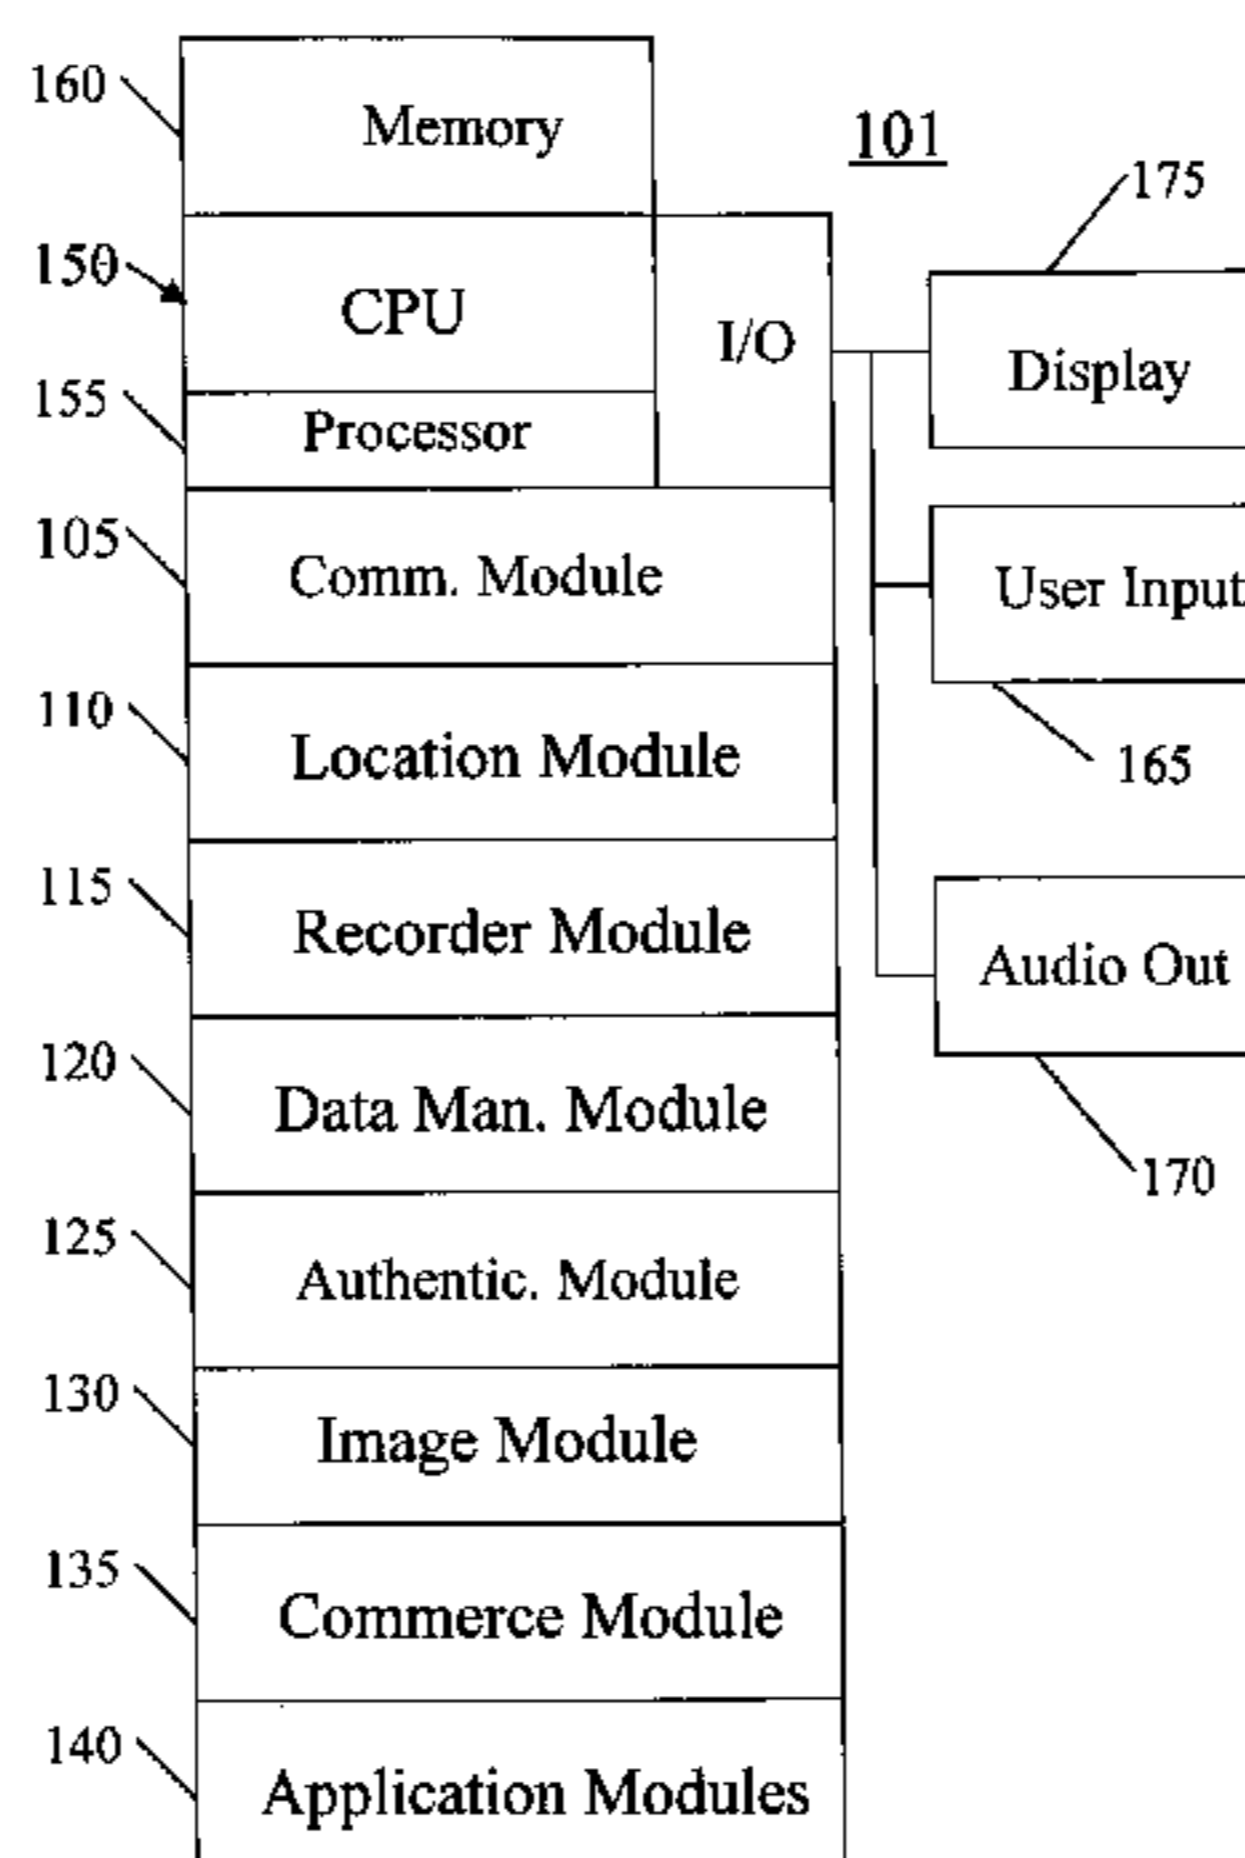 160
Memory
101
175
150
CPU
I/O
Display
155
Processor
105
Comm. Module
User Input
165
110
Location Module
115
Recorder Module
Audio Out
120
Data Man. Module
170
125
Authentic. Module
130
Image Module
135
Commerce Module
140
Application Modules